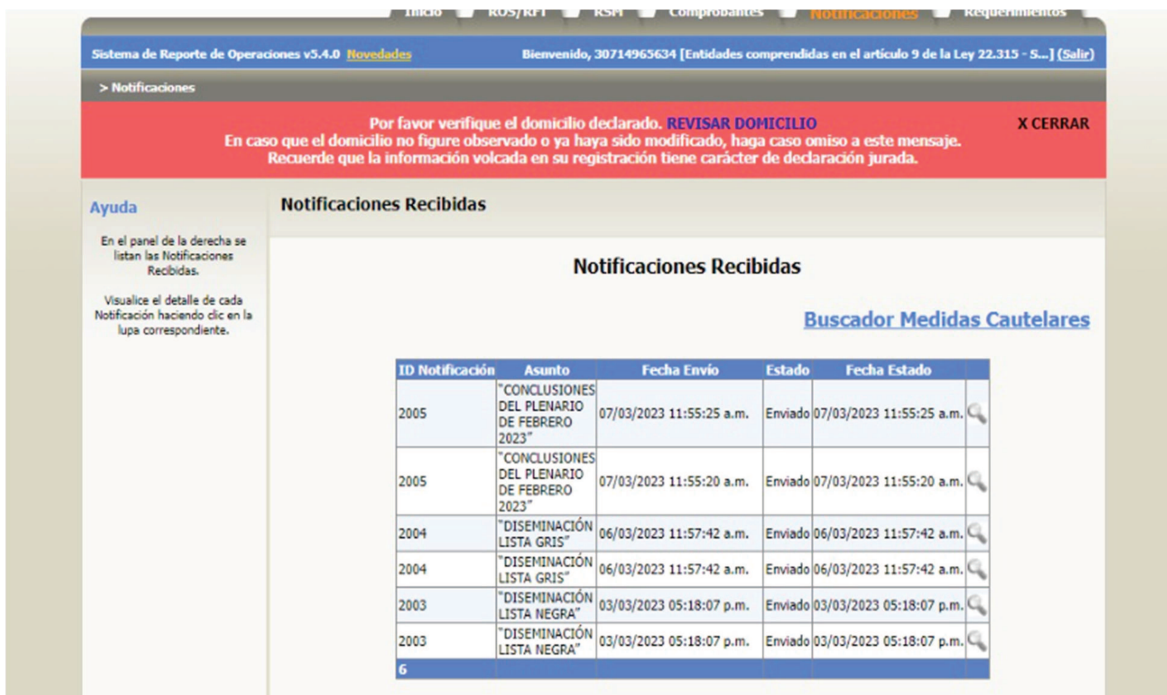 Inicio ROS/RFT RSM Comprobantes Notificaciones Requerimientos
Sistema de Reporte de Operaciones v5.4.0 Novedades Bienvenido, 30714965634 [Entidades comprendidas en el artículo 9 de la Ley 22.315 - S...] (Salir)
> Notificaciones
Por favor verifique el domicilio declarado. REVISAR DOMICILIO X CERRAR
En caso que el domicilio no figure observado o ya haya sido modificado, haga caso omiso a este mensaje.
Recuerde que la información volcada en su registración tiene carácter de declaración jurada.
Ayuda
En el panel de la derecha se
listan las Notificaciones
Recibidas.
Visualice el detalle de cada
Notificación haciendo clic en la
lupa correspondiente.
Notificaciones Recibidas
Notificaciones Recibidas
Buscador Medidas Cautelares
ID Notificación Asunto Fecha Envío Estado Fecha Estado
2005 "CONCLUSIONES
DEL PLENARIO
DE FEBRERO
2023" 07/03/2023 11:55:25 a.m. Enviado 07/03/2023 11:55:25 a.m.
2005 "CONCLUSIONES
DEL PLENARIO
DE FEBRERO
2023" 07/03/2023 11:55:20 a.m. Enviado 07/03/2023 11:55:20 a.m.
2004 "DISEMINACIÓN
LISTA GRIS" 06/03/2023 11:57:42 a.m. Enviado 06/03/2023 11:57:42 a.m.
2004 "DISEMINACIÓN
LISTA GRIS" 06/03/2023 11:57:42 a.m. Enviado 06/03/2023 11:57:42 a.m.
2003 "DISEMINACIÓN
LISTA NEGRA" 03/03/2023 05:18:07 p.m. Enviado 03/03/2023 05:18:07 p.m.
2003 "DISEMINACIÓN
LISTA NEGRA" 03/03/2023 05:18:07 p.m. Enviado 03/03/2023 05:18:07 p.m.
6